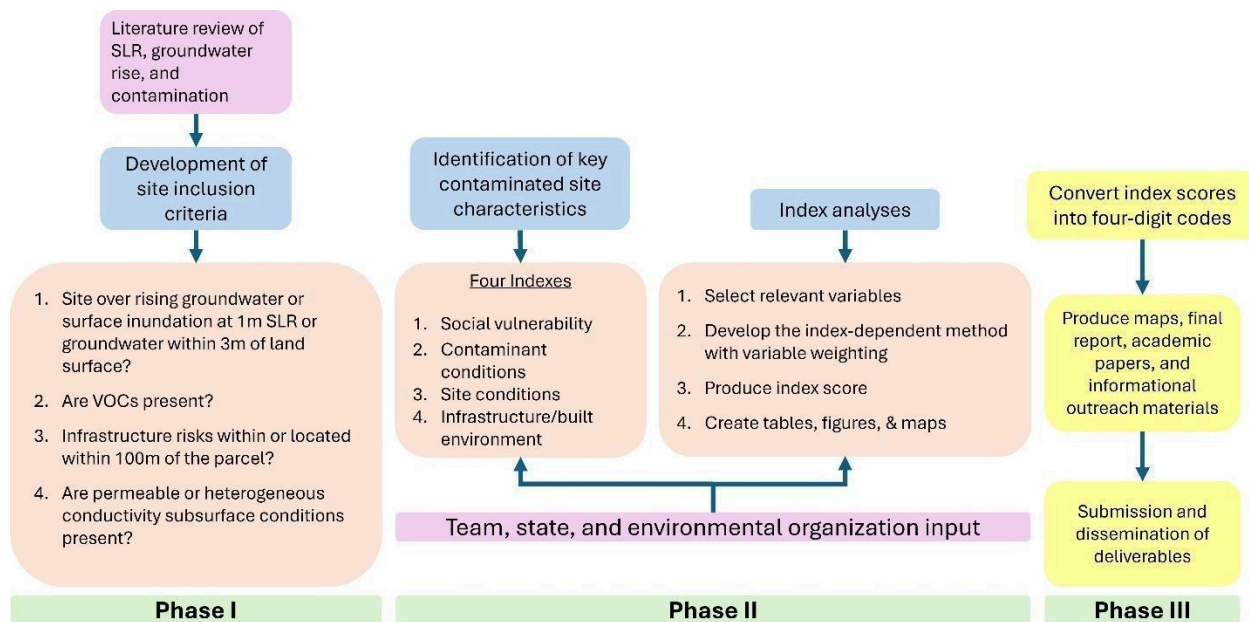 Literature review of
SLR, groundwater
rise, and
contamination
Development of
site inclusion
criteria
1. Site over rising groundwater or
surface inundation at 1m SLR or
groundwater within 3m of land
surface?
2. Are VOCs present?
3. Infrastructure risks within or located
within 100m of the parcel?
4. Are permeable or heterogeneous
conductivity subsurface conditions
present?
Phase I
Identification of key
contaminated site
characteristics
Four Indexes
1. Social vulnerability
2. Contaminant
conditions
3. Site conditions
4. Infrastructure/built
environment
Index analyses
1. Select relevant variables
2. Develop the index-dependent method
with variable weighting
3. Produce index score
4. Create tables, figures, & maps
Team, state, and environmental organization input
Phase II
Convert index scores
into four-digit codes
Produce maps, final
report, academic
papers, and
informational
outreach materials
Submission and
dissemination of
deliverables
Phase III